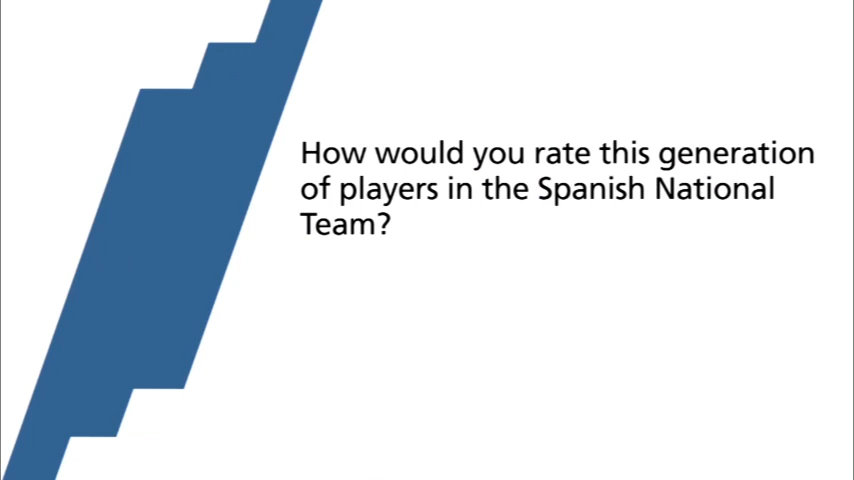 How would you rate this generation
of players in the Spanish National
Team?